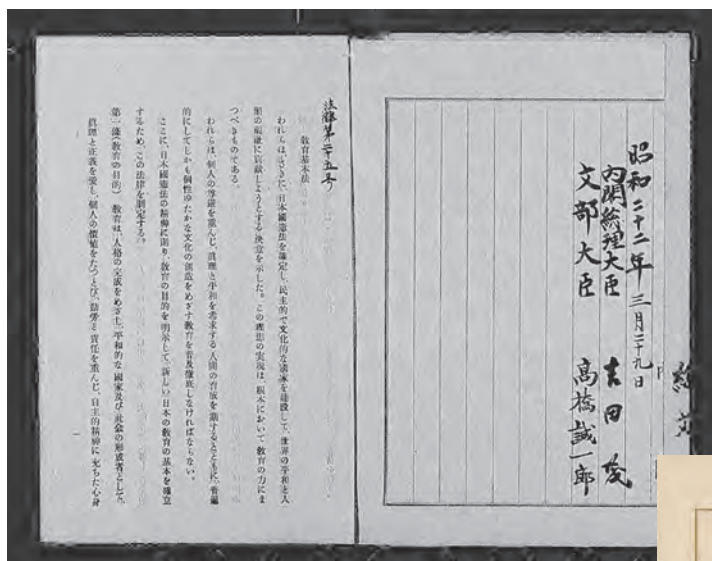 昭和二十二年三月二十九日
内閣総理大臣 吉田茂
文部大臣 高橋誠一郎
法律第二十五号
教育基本法
われらは、さきに、日本國憲法を確定し、民主的で文化的な國家を建設して、世界の平和と人
類の福祉に貢献しようとする決意を示した。この理想の実現は、根本において教育の力にま
つべきものである。
われらは、個人の尊厳を重んじ、眞理と平和を希求する人間の育成を期するとともに、普遍
的にしてしかも個性ゆたかな文化の創造をめざす教育を普及徹底しなければならない。
ここに、日本國憲法の精神に則り、教育の目的を明示して、新しい日本の教育の基本を確立
するため、この法律を制定する。
第一條(教育の目的) 教育は、人格の完成をめざし、平和的な國家及び社会の形成者として、
眞理と正義を愛し、個人の價値をたつとび、勤労と責任を重んじ、自主的精神に充ちた心身
一